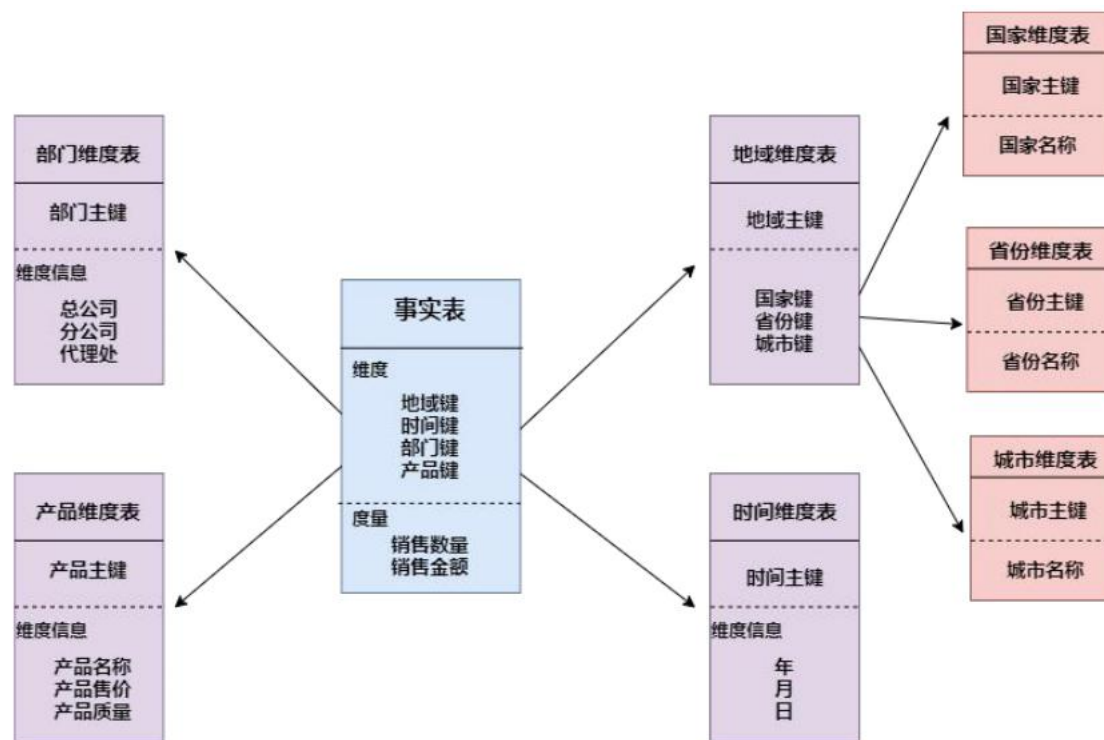 部门维度表
部门主键
维度信息
总公司
分公司
代理处
产品维度表
产品主键
维度信息
产品名称
产品售价
产品质量
事实表
维度
地域键
时间键
部门键
产品键
度量
销售数量
销售金额
地域维度表
地域主键
国家键
省份键
城市键
时间维度表
时间主键
维度信息
年
月
日
国家维度表
国家主键
国家名称
省份维度表
省份主键
省份名称
城市维度表
城市主键
城市名称